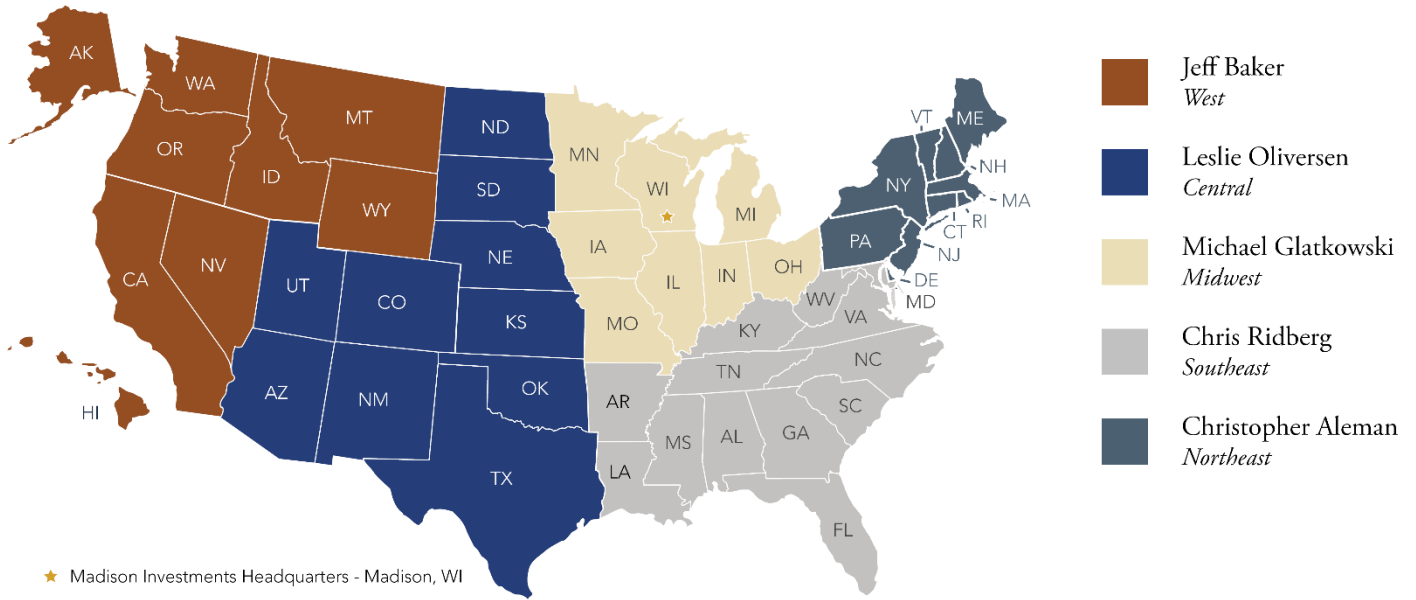 AK
WA
MT
ND
MN
VT
ME
OR
ID
SD
WI
MI
NY
NH
MA
WY
IA
PA
CT
RI
NJ
CA
NV
UT
CO
NE
IL
IN
OH
DE
MD
KS
MO
KY
WV
VA
AZ
NM
OK
AR
TN
NC
SC
HI
TX
LA
MS
AL
GA
FL
Madison Investments Headquarters - Madison, WI
Jeff Baker
West
Leslie Oliversen
Central
Michael Glatkowski
Midwest
Chris Ridberg
Southeast
Christopher Aleman
Northeast